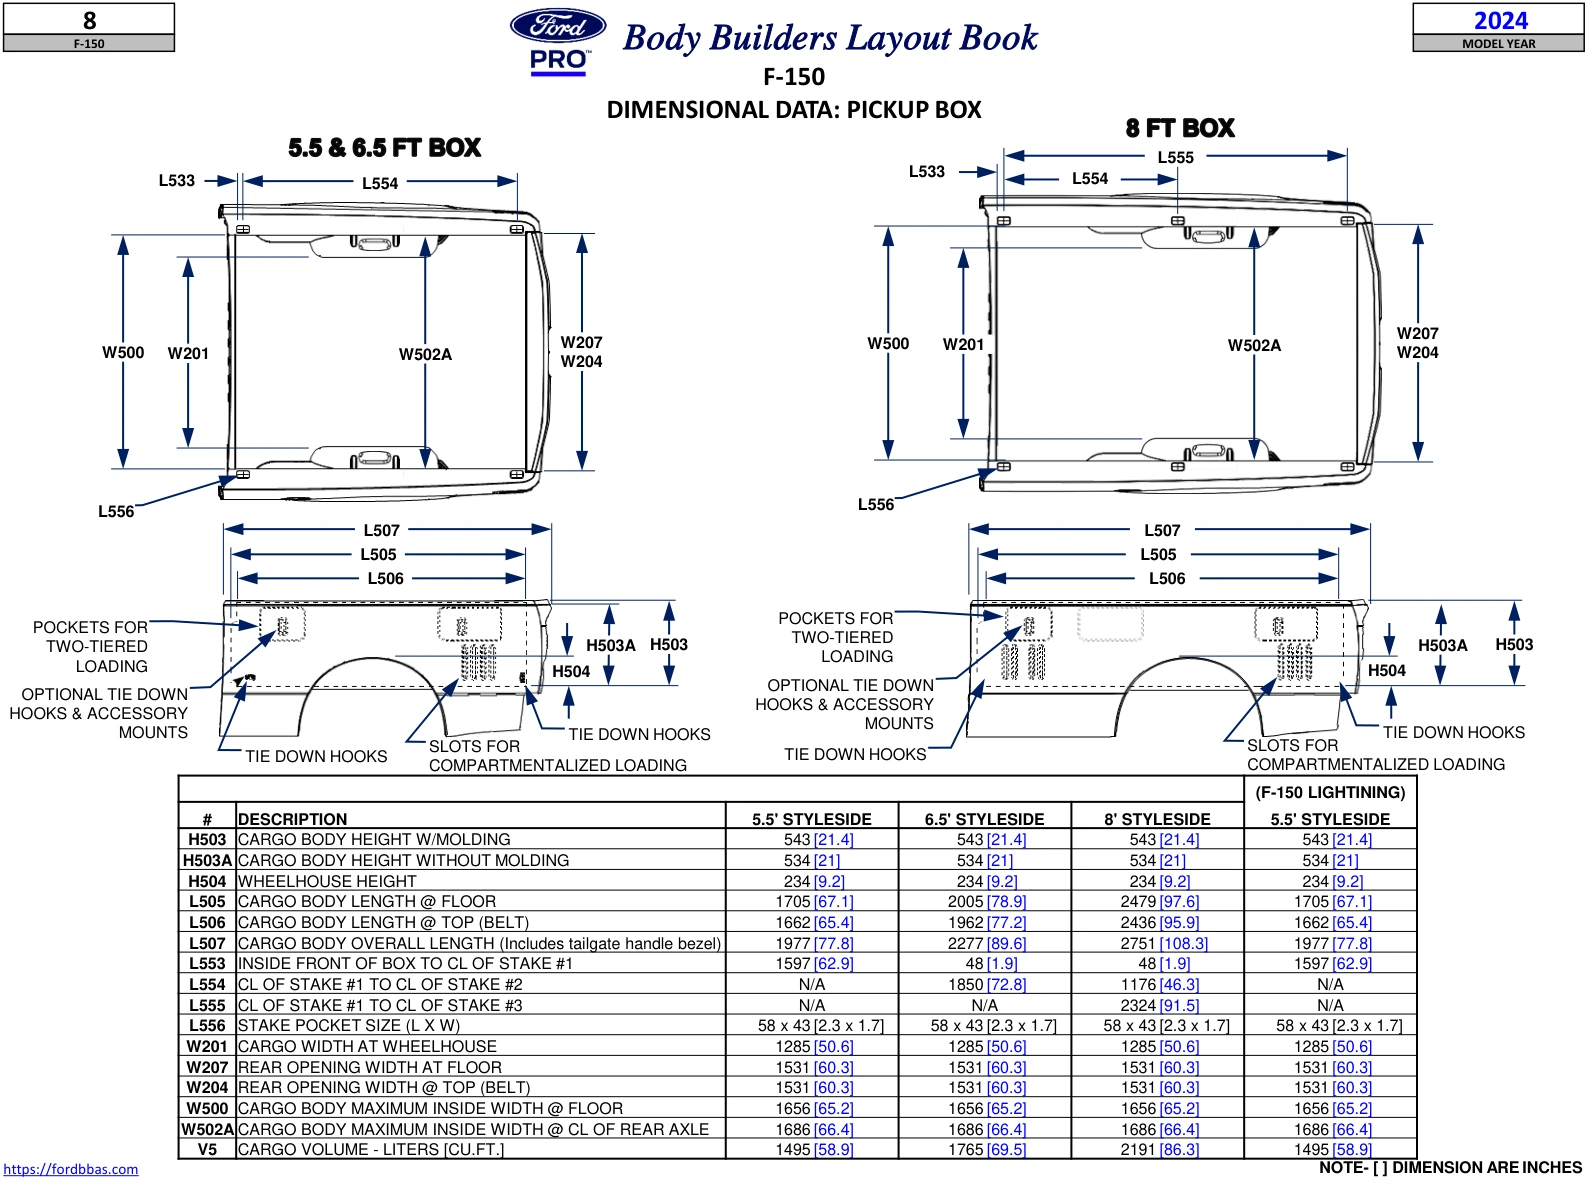 8
F-150
Ford
PRO™
Body Builders Layout Book
2024
MODEL YEAR
F-150
DIMENSIONAL DATA: PICKUP BOX
5.5 & 6.5 FT BOX
L533
L554
W500
W201
W502A
W207
W204
L556
L507
L505
L506
POCKETS FOR
TWO-TIERED
LOADING
OPTIONAL TIE DOWN
HOOKS & ACCESSORY
MOUNTS
TIE DOWN HOOKS
SLOTS FOR
COMPARTMENTALIZED LOADING
TIE DOWN HOOKS
H504
H503A
H503
8 FT BOX
L555
L533
L554
W500
W201
W502A
W207
W204
L556
L507
L505
L506
POCKETS FOR
TWO-TIERED
LOADING
OPTIONAL TIE DOWN
HOOKS & ACCESSORY
MOUNTS
TIE DOWN HOOKS
SLOTS FOR
COMPARTMENTALIZED LOADING
TIE DOWN HOOKS
H504
H503A
H503
(F-150 LIGHTINING)
# DESCRIPTION 5.5' STYLESIDE 6.5' STYLESIDE 8' STYLESIDE 5.5' STYLESIDE
H503 CARGO BODY HEIGHT W/MOLDING 543 [21.4] 543 [21.4] 543 [21.4] 543 [21.4]
H503A CARGO BODY HEIGHT WITHOUT MOLDING 534 [21] 534 [21] 534 [21] 534 [21]
H504 WHEELHOUSE HEIGHT 234 [9.2] 234 [9.2] 234 [9.2] 234 [9.2]
L505 CARGO BODY LENGTH @ FLOOR 1705 [67.1] 2005 [78.9] 2479 [97.6] 1705 [67.1]
L506 CARGO BODY LENGTH @ TOP (BELT) 1662 [65.4] 1962 [77.2] 2436 [95.9] 1662 [65.4]
L507 CARGO BODY OVERALL LENGTH (Includes tailgate handle bezel) 1977 [77.8] 2277 [89.6] 2751 [108.3] 1977 [77.8]
L553 INSIDE FRONT OF BOX TO CL OF STAKE #1 1597 [62.9] 48 [1.9] 48 [1.9] 1597 [62.9]
L554 CL OF STAKE #1 TO CL OF STAKE #2 N/A 1850 [72.8] 1176 [46.3] N/A
L555 CL OF STAKE #1 TO CL OF STAKE #3 N/A N/A 2324 [91.5] N/A
L556 STAKE POCKET SIZE (L X W) 58 x 43 [2.3 x 1.7] 58 x 43 [2.3 x 1.7] 58 x 43 [2.3 x 1.7] 58 x 43 [2.3 x 1.7]
W201 CARGO WIDTH AT WHEELHOUSE 1285 [50.6] 1285 [50.6] 1285 [50.6] 1285 [50.6]
W207 REAR OPENING WIDTH AT FLOOR 1531 [60.3] 1531 [60.3] 1531 [60.3] 1531 [60.3]
W204 REAR OPENING WIDTH @ TOP (BELT) 1531 [60.3] 1531 [60.3] 1531 [60.3] 1531 [60.3]
W500 CARGO BODY MAXIMUM INSIDE WIDTH @ FLOOR 1656 [65.2] 1656 [65.2] 1656 [65.2] 1656 [65.2]
W502A CARGO BODY MAXIMUM INSIDE WIDTH @ CL OF REAR AXLE 1686 [66.4] 1686 [66.4] 1686 [66.4] 1686 [66.4]
V5 CARGO VOLUME - LITERS [CU.FT.] 1495 [58.9] 1765 [69.5] 2191 [86.3] 1495 [58.9]
https://fordbbas.com
NOTE- [ ] DIMENSION ARE INCHES